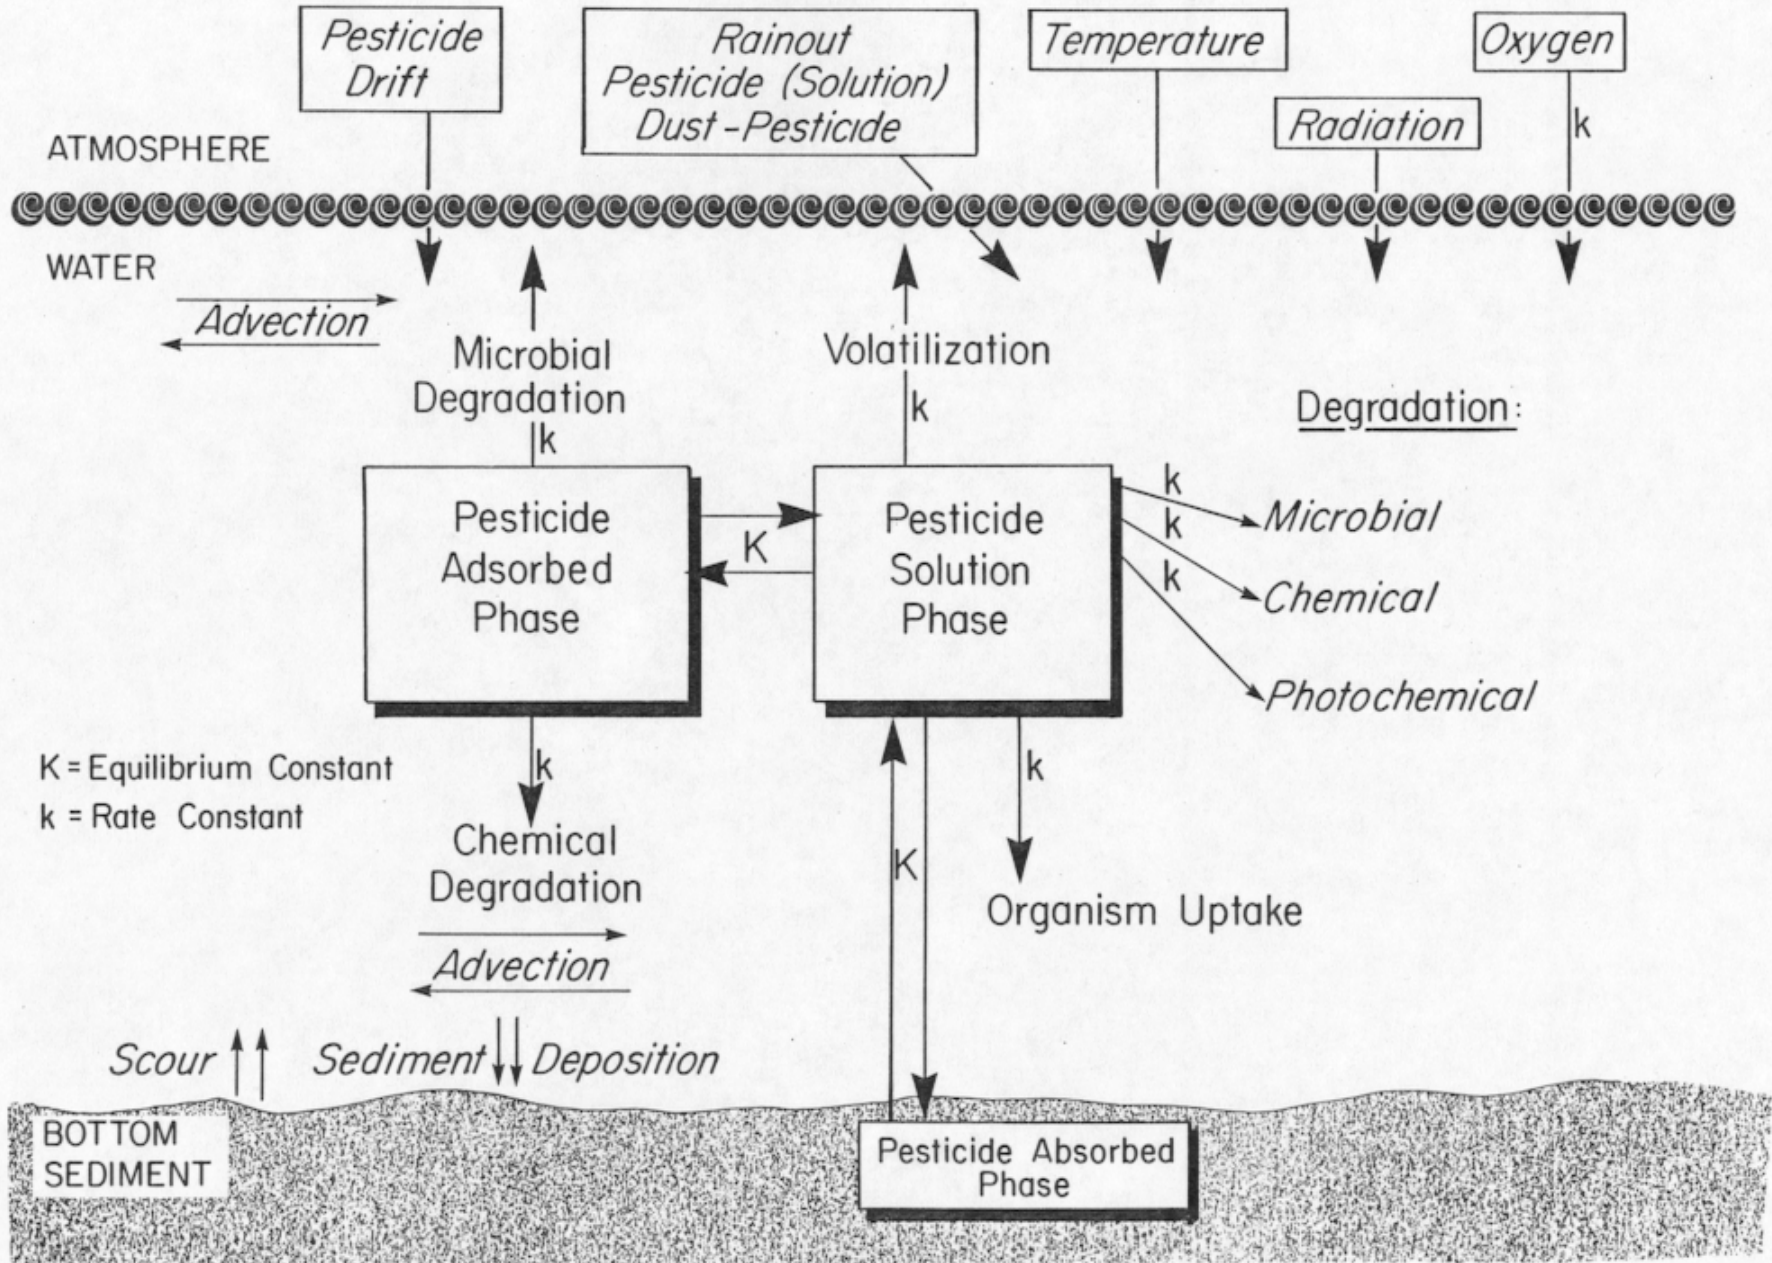 Pesticide
Drift
Rainout
Pesticide (Solution)
Dust-Pesticide
Temperature
Oxygen
Radiation
k
ATMOSPHERE
WATER
Advection
Microbial
Degradation
k
Volatilization
k
Degradation:
Pesticide
Adsorbed
Phase
K
Pesticide
Solution
Phase
k
k
k
Microbial
Chemical
Photochemical
K = Equilibrium Constant
k = Rate Constant
k
Chemical
Degradation
Advection
K
k
Organism Uptake
Scour
Sediment
Deposition
BOTTOM
SEDIMENT
Pesticide Absorbed
Phase